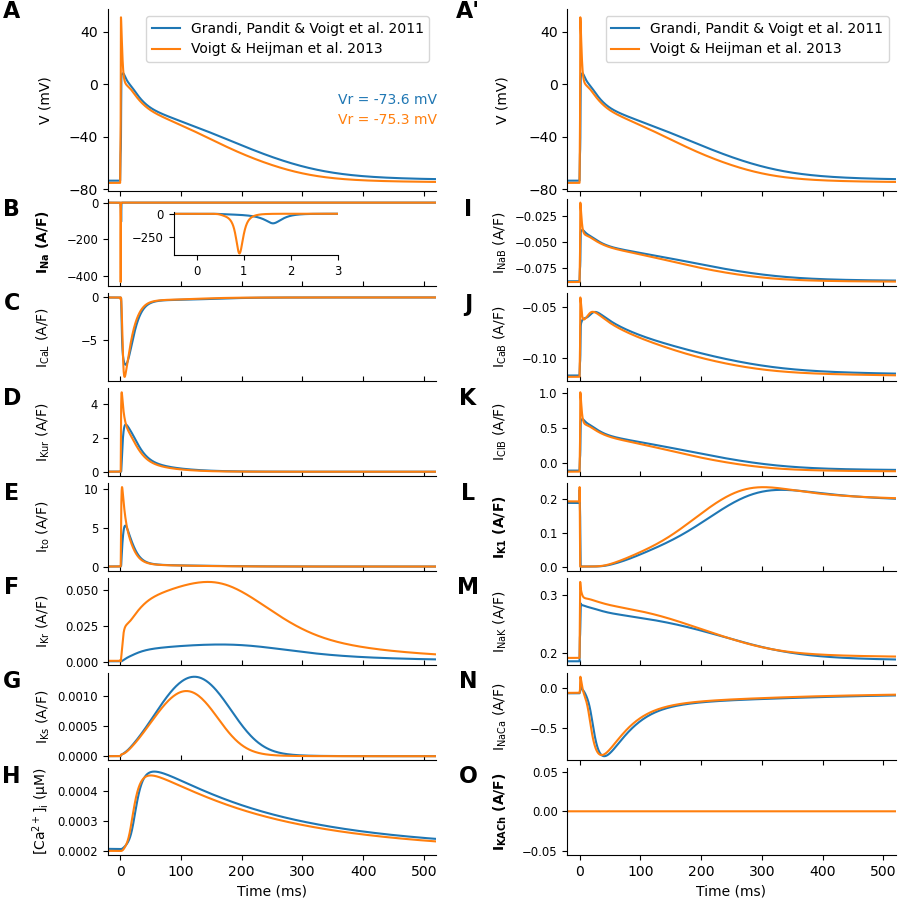 A
Grandi, Pandit & Voigt et al. 2011
Voigt & Heijman et al. 2013
40
0
−40
−80
V (mV)
Vr = -73.6 mV
Vr = -75.3 mV
B
0
−200
−400
I_Na (A/F)
0
−250
0 1 2 3
C
0
−5
I_CaL (A/F)
D
4
2
0
I_Kur (A/F)
E
10
5
0
I_to (A/F)
F
0.050
0.025
0.000
I_Kr (A/F)
G
0.0010
0.0005
0.0000
I_Ks (A/F)
H
0.0004
0.0003
0.0002
[Ca²⁺]_i (µM)
0 100 200 300 400 500
Time (ms)
A'
Grandi, Pandit & Voigt et al. 2011
Voigt & Heijman et al. 2013
40
0
−40
−80
V (mV)
I
−0.025
−0.050
−0.075
I_NaB (A/F)
J
−0.05
−0.10
I_CaB (A/F)
K
1.0
0.5
0.0
I_ClB (A/F)
L
0.2
0.1
0.0
I_K1 (A/F)
M
0.3
0.2
I_NaK (A/F)
N
0.0
−0.5
I_NaCa (A/F)
O
0.05
0.00
−0.05
I_KACh (A/F)
0 100 200 300 400 500
Time (ms)